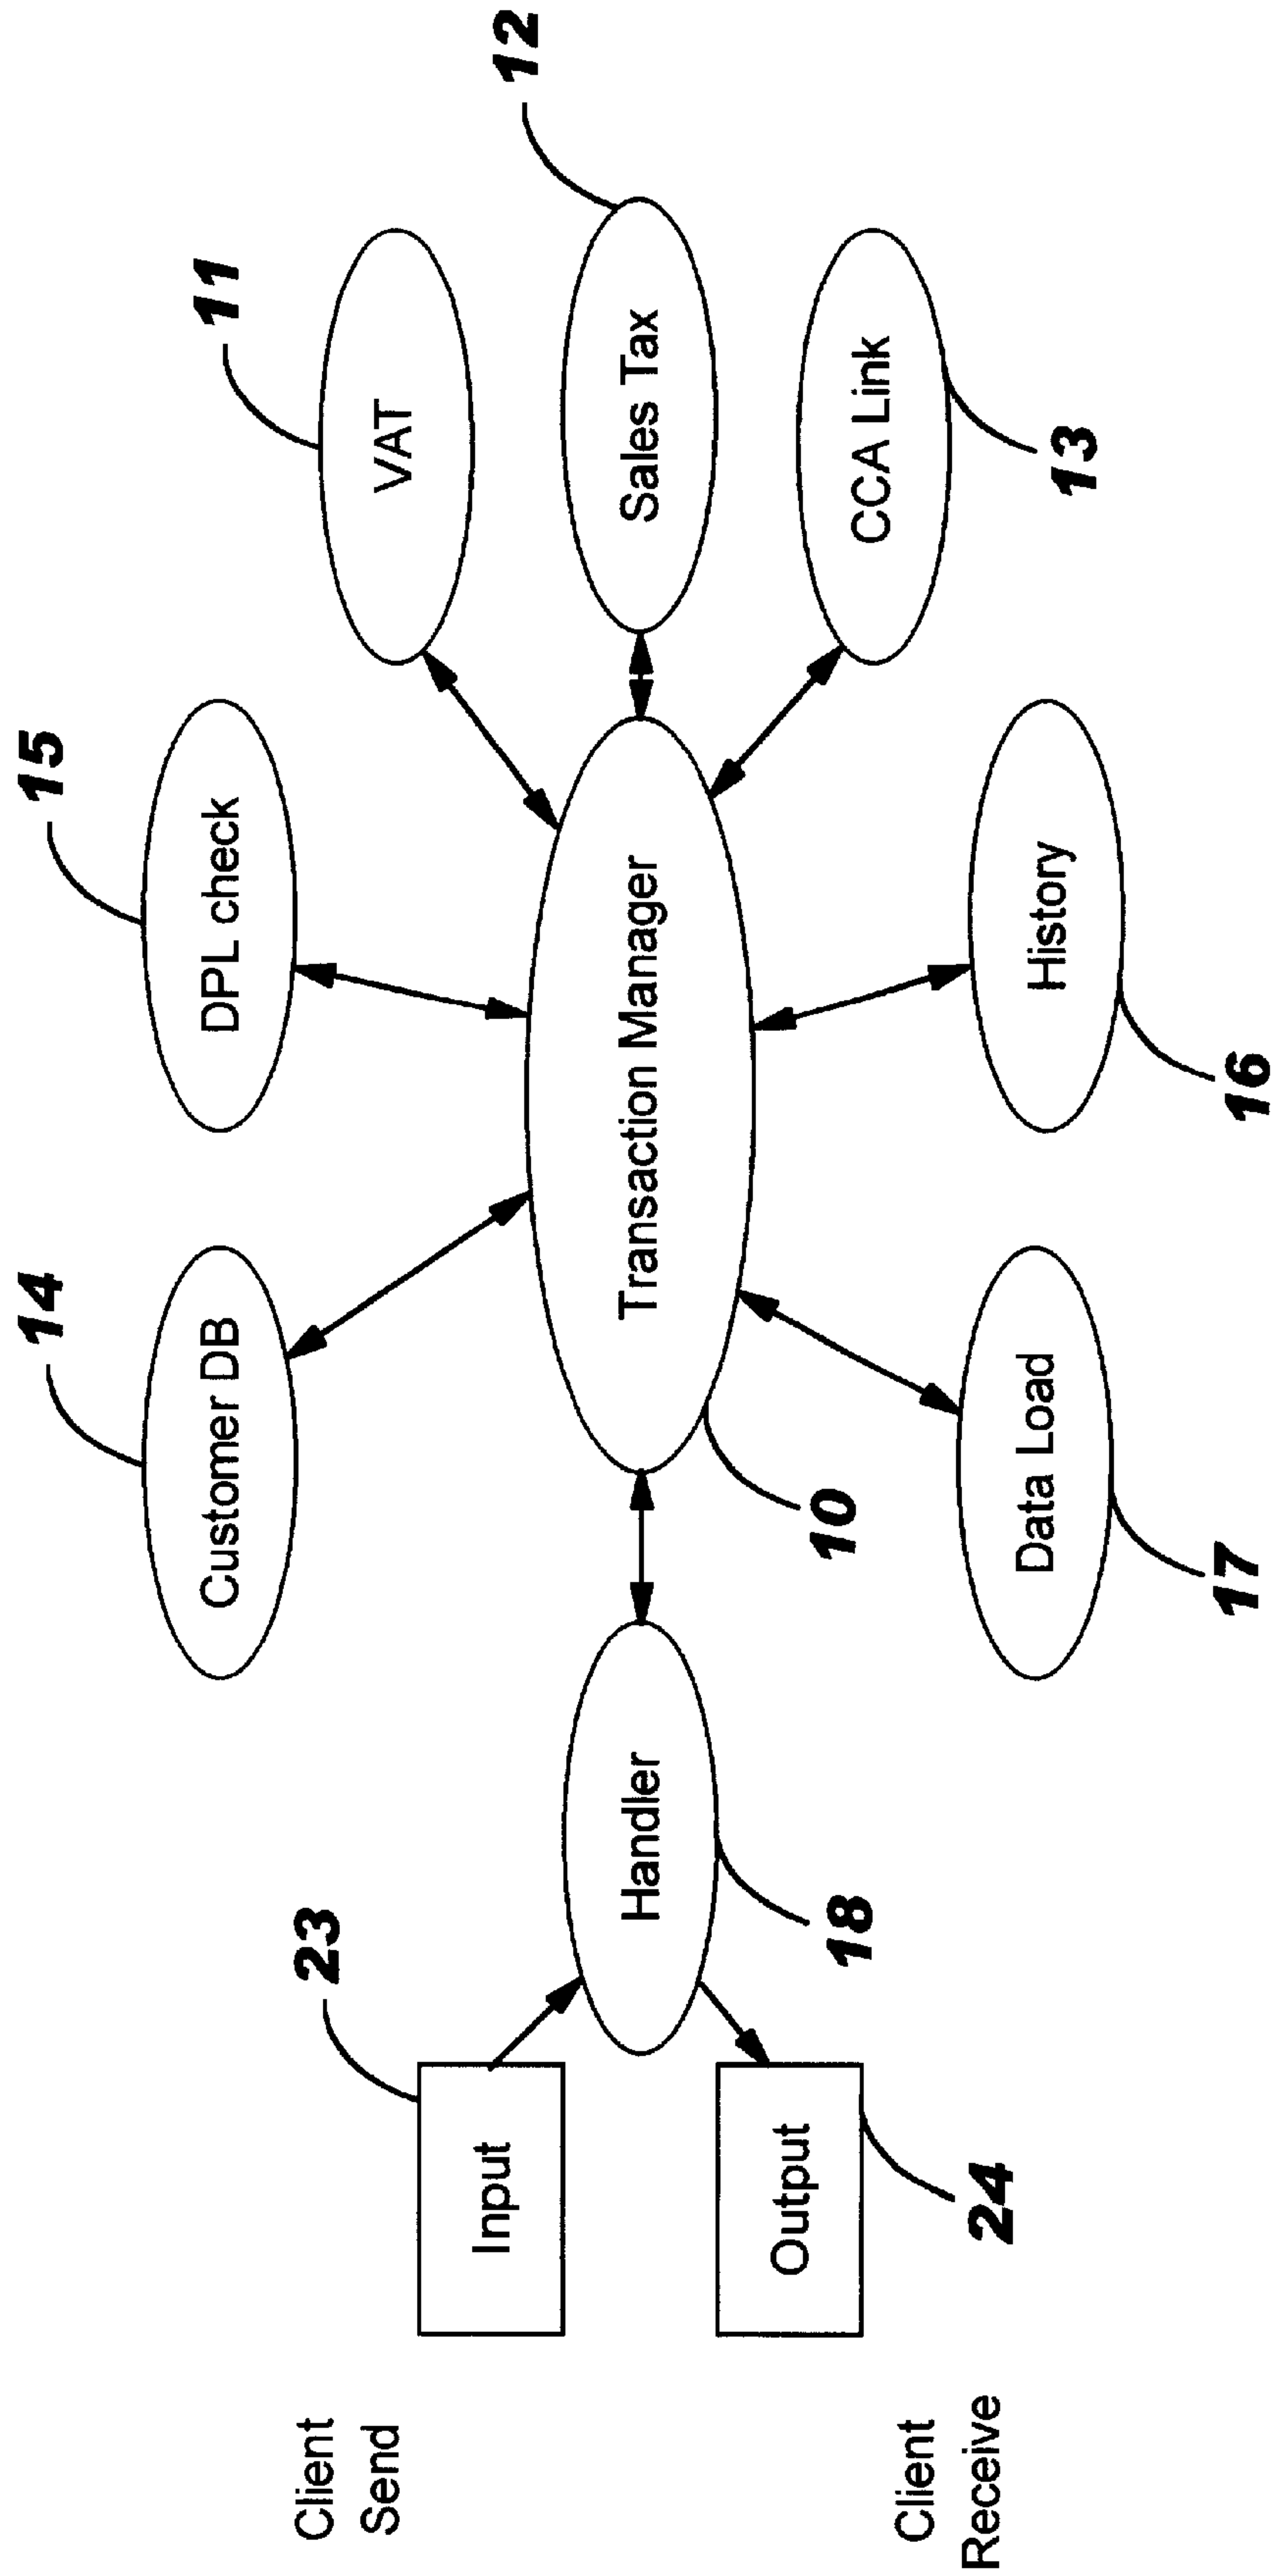 Client
Send
Input
23
Client
Receive
Output
24
Handler
18
Customer DB
14
DPL check
15
VAT
11
Transaction Manager
10
Sales Tax
12
CCA Link
13
Data Load
17
History
16